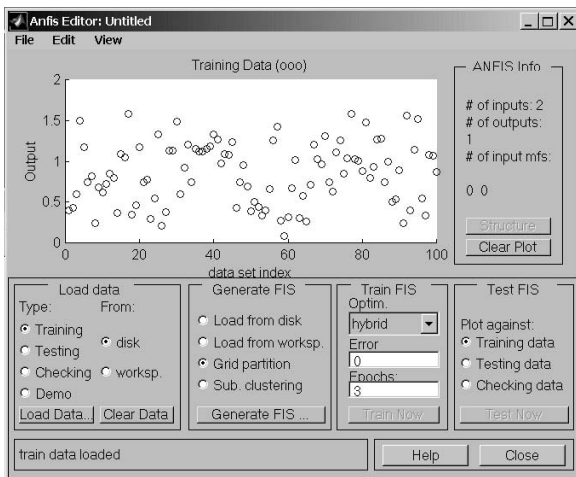 Anfis Editor: Untitled
File Edit View
Training Data (ooo)
2
1.5
1
0.5
0
Output
0 20 40 60 80 100
data set index
ANFIS Info
# of inputs: 2
# of outputs:
1
# of input mfs:
0 0
Structure
Clear Plot
Load data
Type: From:
Training
Testing
Checking
Demo
disk
worksp.
Load Data... Clear Data
Generate FIS
Load from disk
Load from worksp.
Grid partition
Sub. clustering
Generate FIS ...
Train FIS
Optim.
hybrid
Error
0
Epochs:
3
Train Now
Test FIS
Plot against:
Training data
Testing data
Checking data
Test Now
train data loaded
Help Close